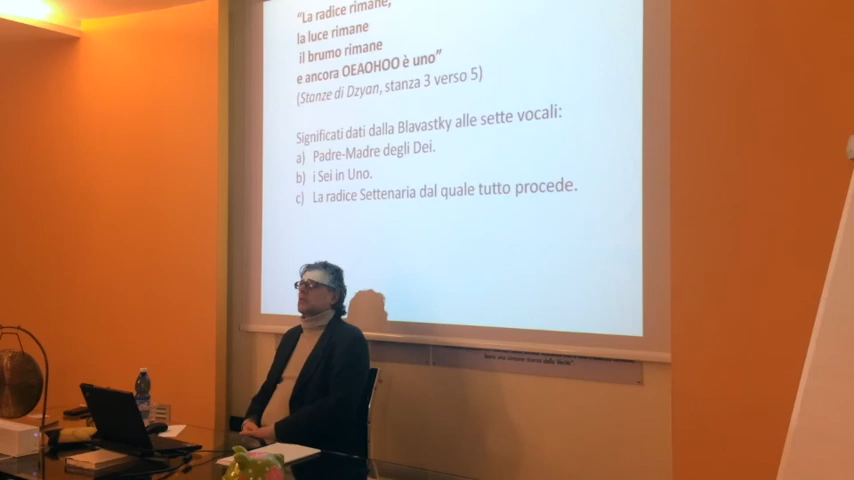 “La radice rimane,
la luce rimane
il brumo rimane
e ancora OEAOHOO è uno”
(Stanze di Dzyan, stanza 3 verso 5)
Significati dati dalla Blavastky alle sette vocali:
a) Padre-Madre degli Dei.
b) i Sei in Uno.
c) La radice Settenaria dal quale tutto procede.